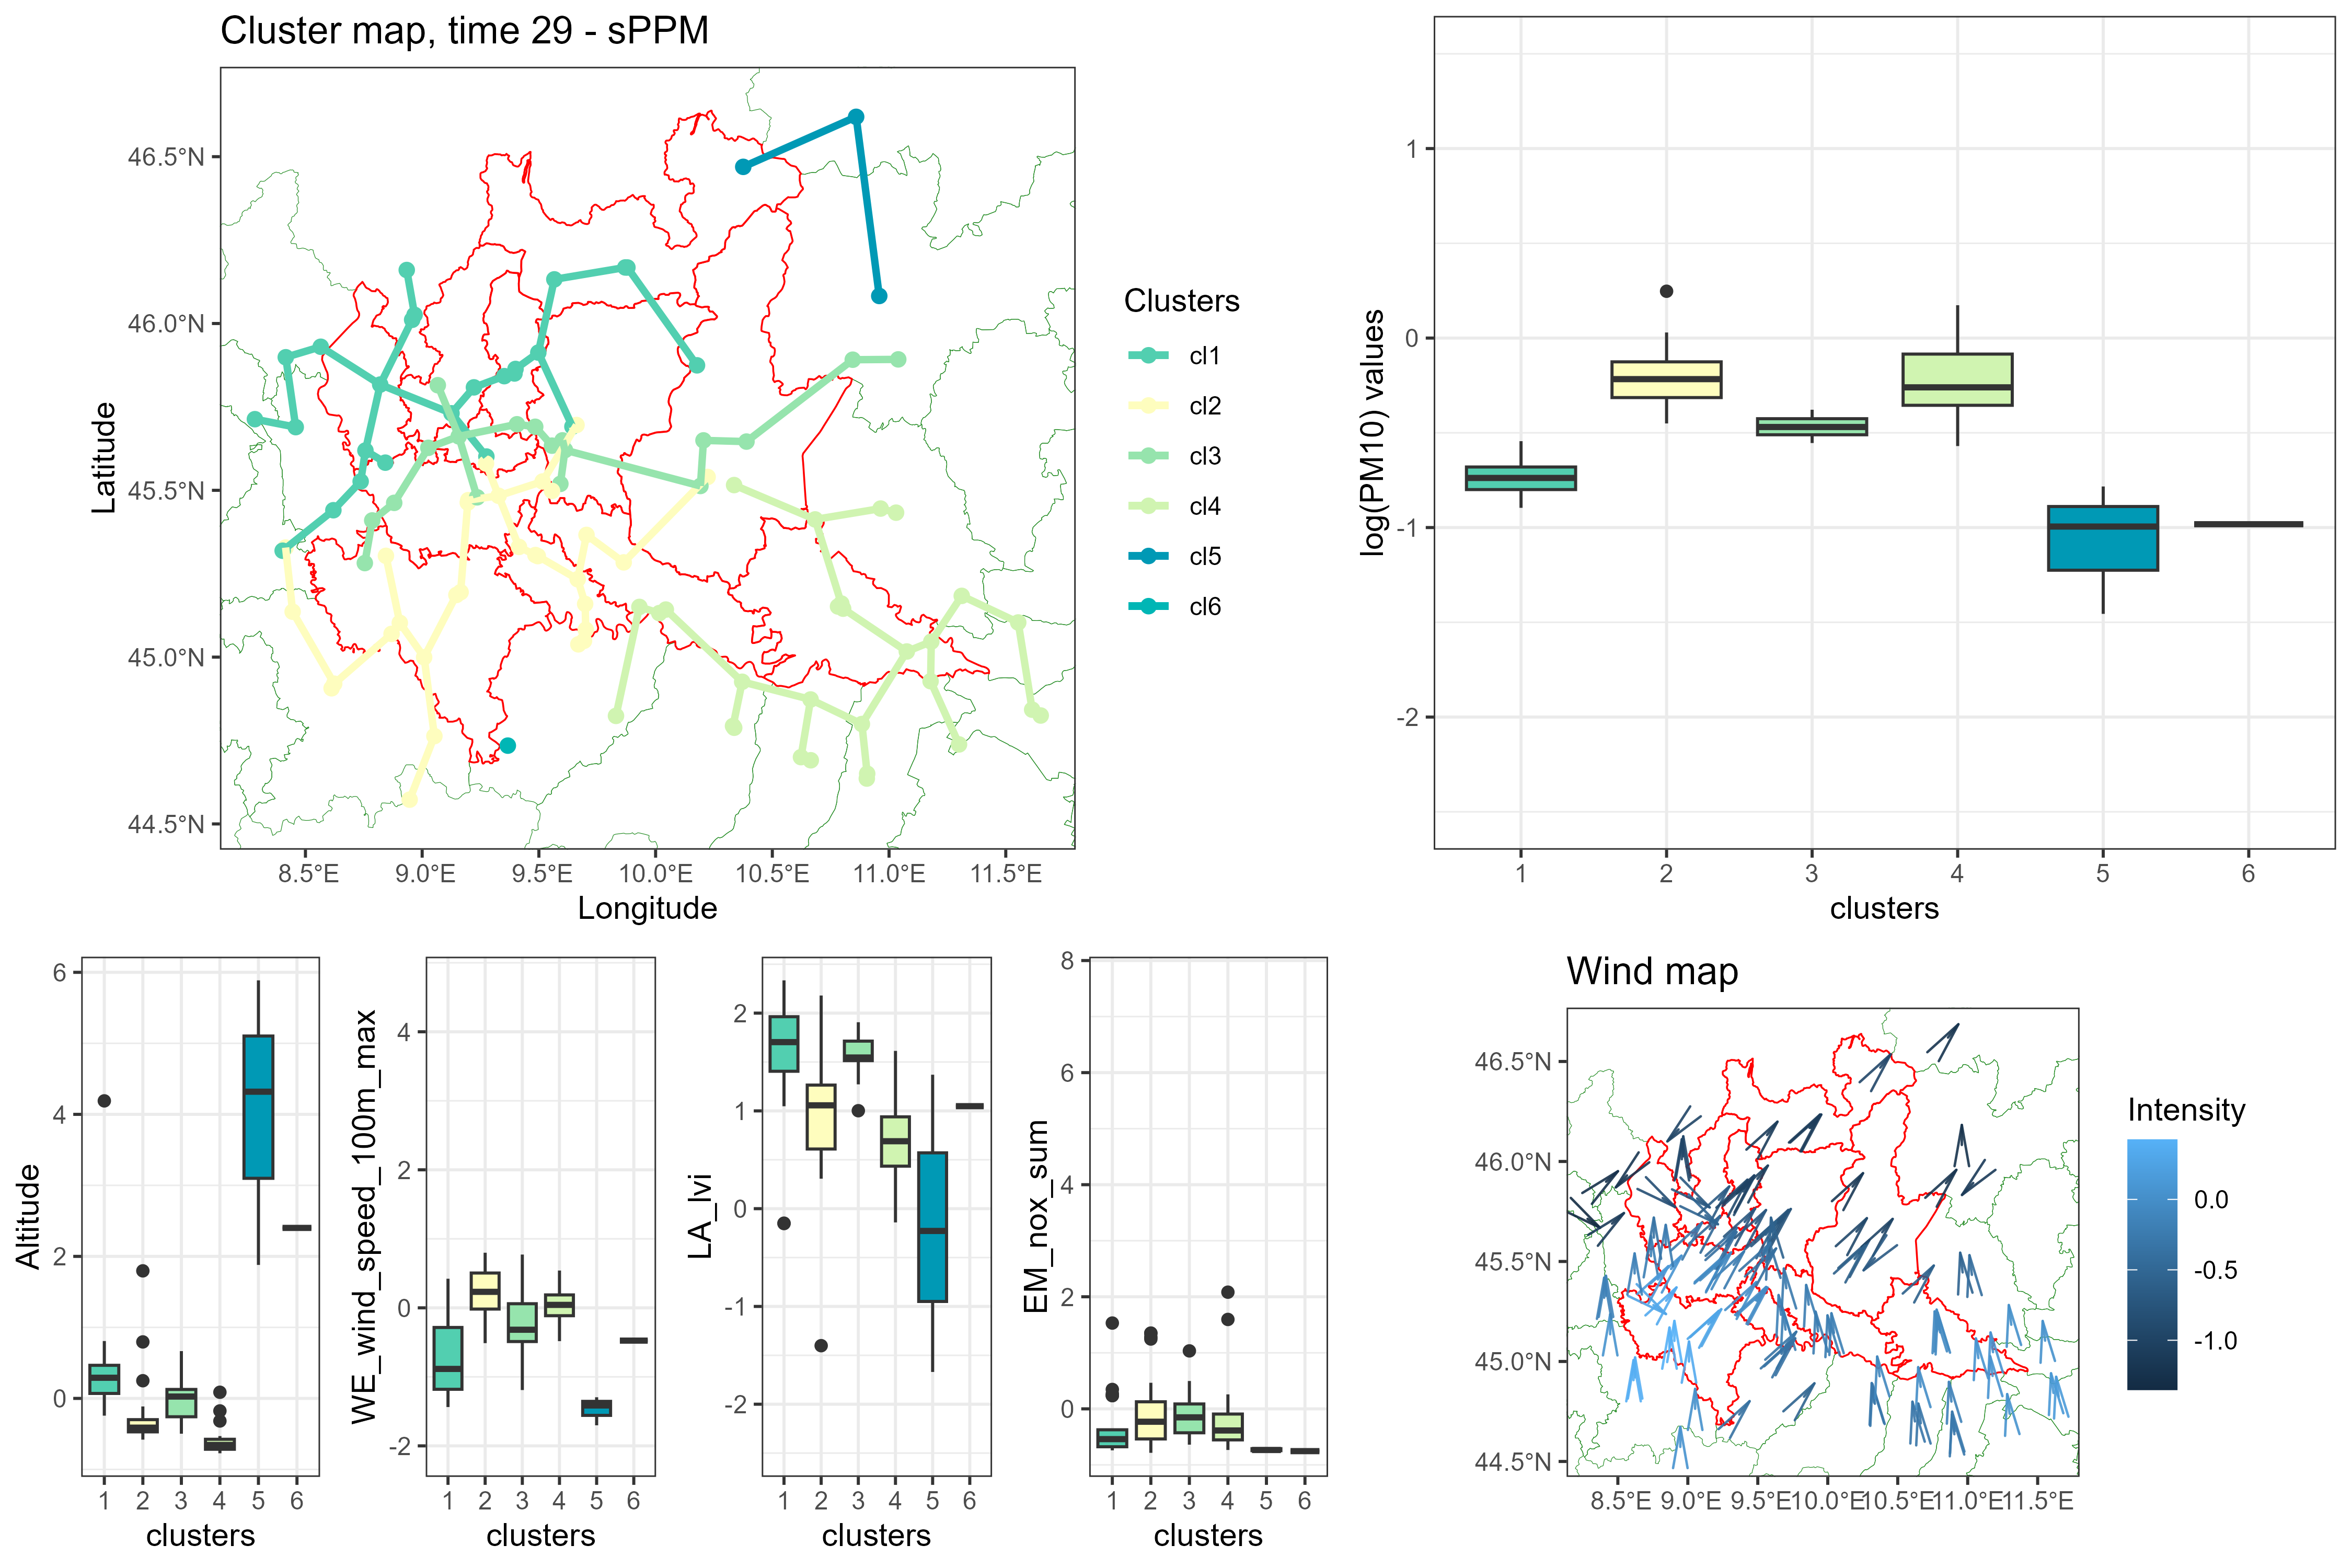 Cluster map, time 29 - sPPM
46.5°N
46.0°N
45.5°N
45.0°N
44.5°N
Latitude
8.5°E 9.0°E 9.5°E 10.0°E 10.5°E 11.0°E 11.5°E
Longitude
Clusters
cl1
cl2
cl3
cl4
cl5
cl6
log(PM10) values
1
0
-1
-2
1 2 3 4 5 6
clusters
Altitude
6
4
2
0
1 2 3 4 5 6
clusters
WE_wind_speed_100m_max
4
2
0
-2
1 2 3 4 5 6
clusters
LA_lvi
2
1
0
-1
-2
1 2 3 4 5 6
clusters
EM_nox_sum
8
6
4
2
0
1 2 3 4 5 6
clusters
Wind map
46.5°N
46.0°N
45.5°N
45.0°N
44.5°N
8.5°E 9.0°E 9.5°E 10.0°E 10.5°E 11.0°E 11.5°E
Intensity
0.0
-0.5
-1.0